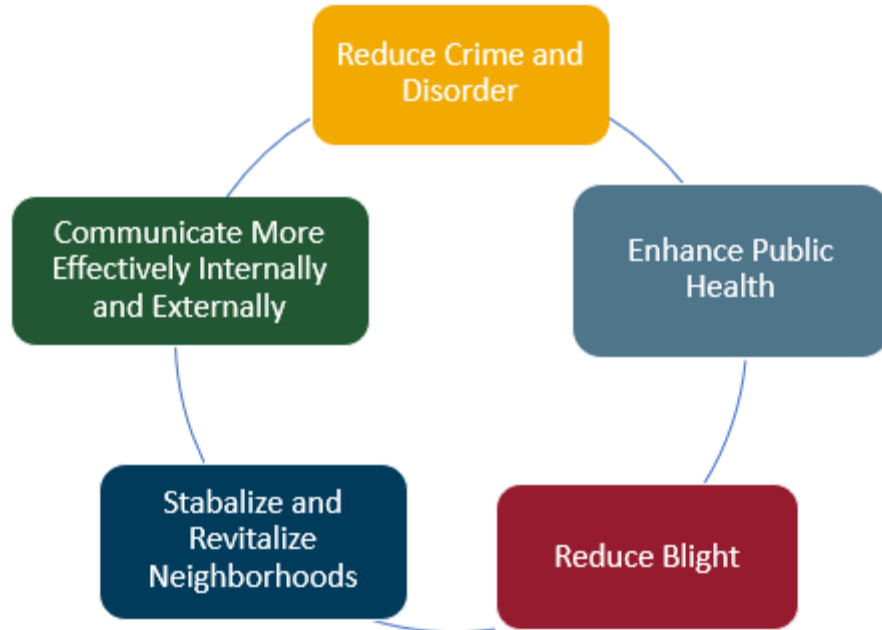 Reduce Crime and
Disorder
Enhance Public
Health
Reduce Blight
Stabalize and
Revitalize
Neighborhoods
Communicate More
Effectively Internally
and Externally